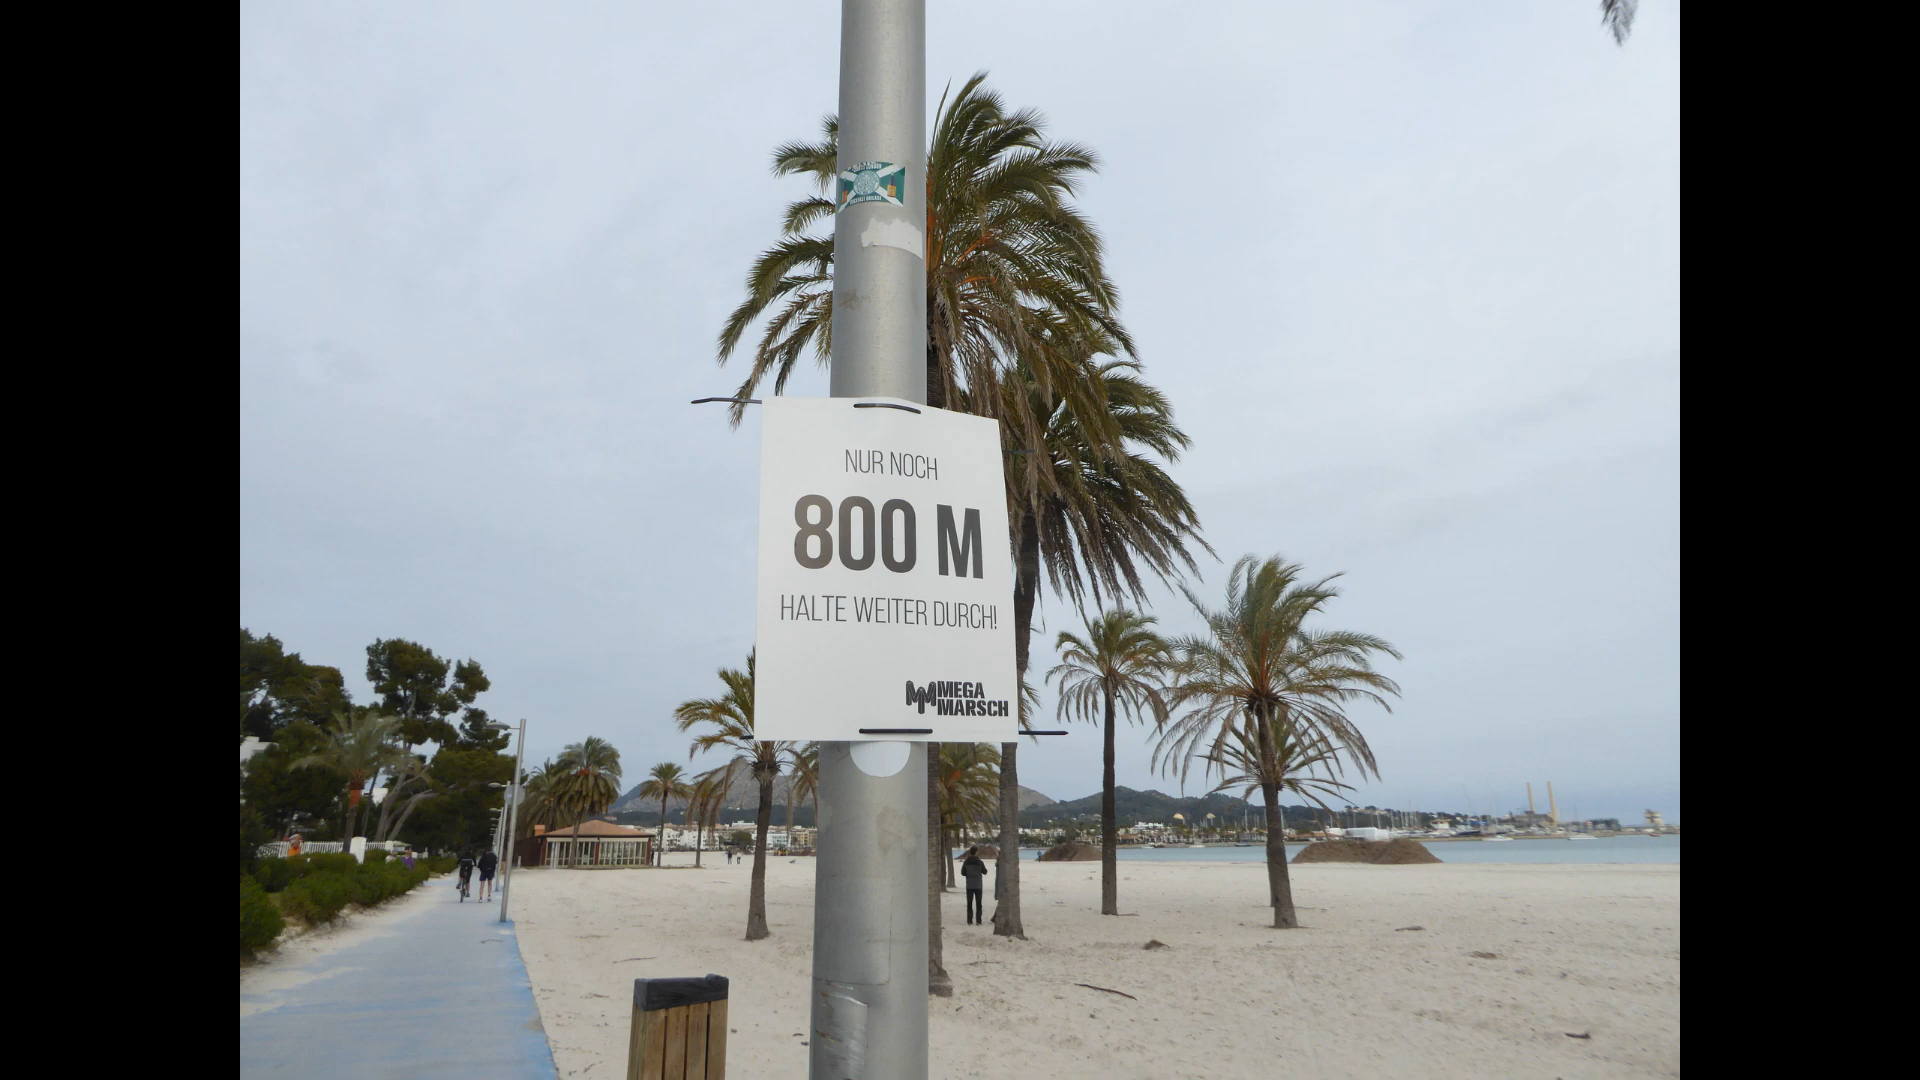 NUR NOCH
800 M
HALTE WEITER DURCH!
MEGA
MARSCH